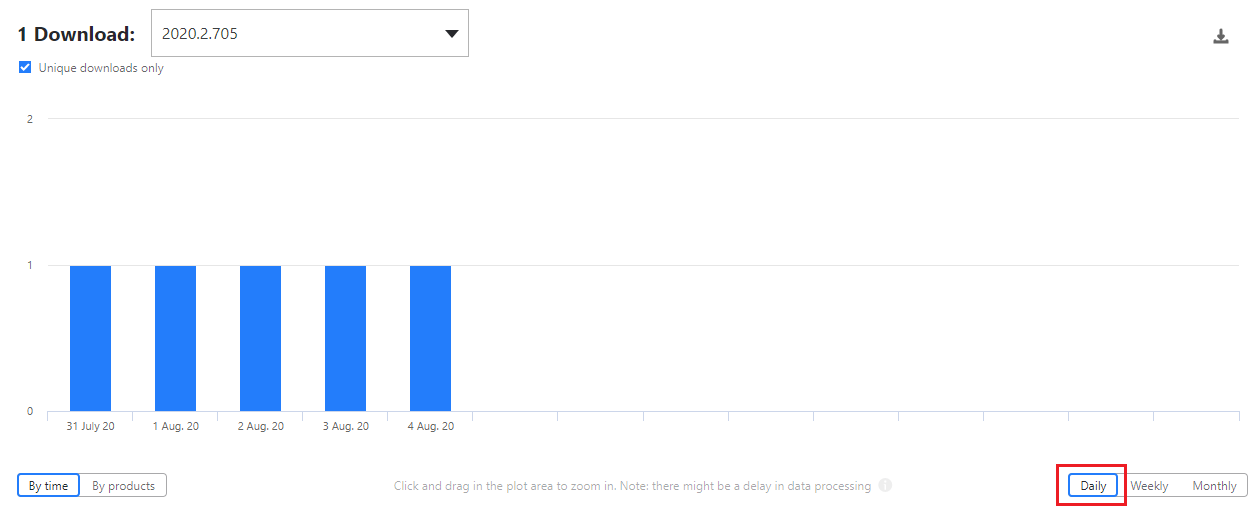 1 Download: 2020.2.705
Unique downloads only
2
1
0
31 July 20 1 Aug. 20 2 Aug. 20 3 Aug. 20 4 Aug. 20
By time By products Click and drag in the plot area to zoom in. Note: there might be a delay in data processing i Daily Weekly Monthly